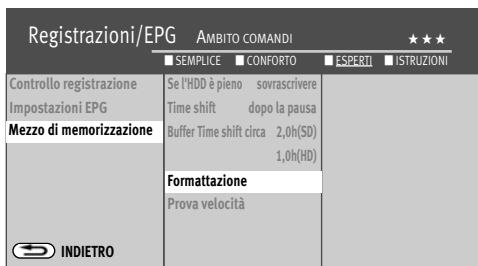 Registrazioni/EPG AMBITO COMANDI ★★★
SEMPLICE CONFORTO ESPERTI ISTRUZIONI
Controllo registrazione
Impostazioni EPG
Mezzo di memorizzazione
Se l'HDD è pieno sovrascrivere
Time shift dopo la pausa
Buffer Time shift circa 2,0h(SD)
1,0h(HD)
Formattazione
Prova velocità
INDIETRO